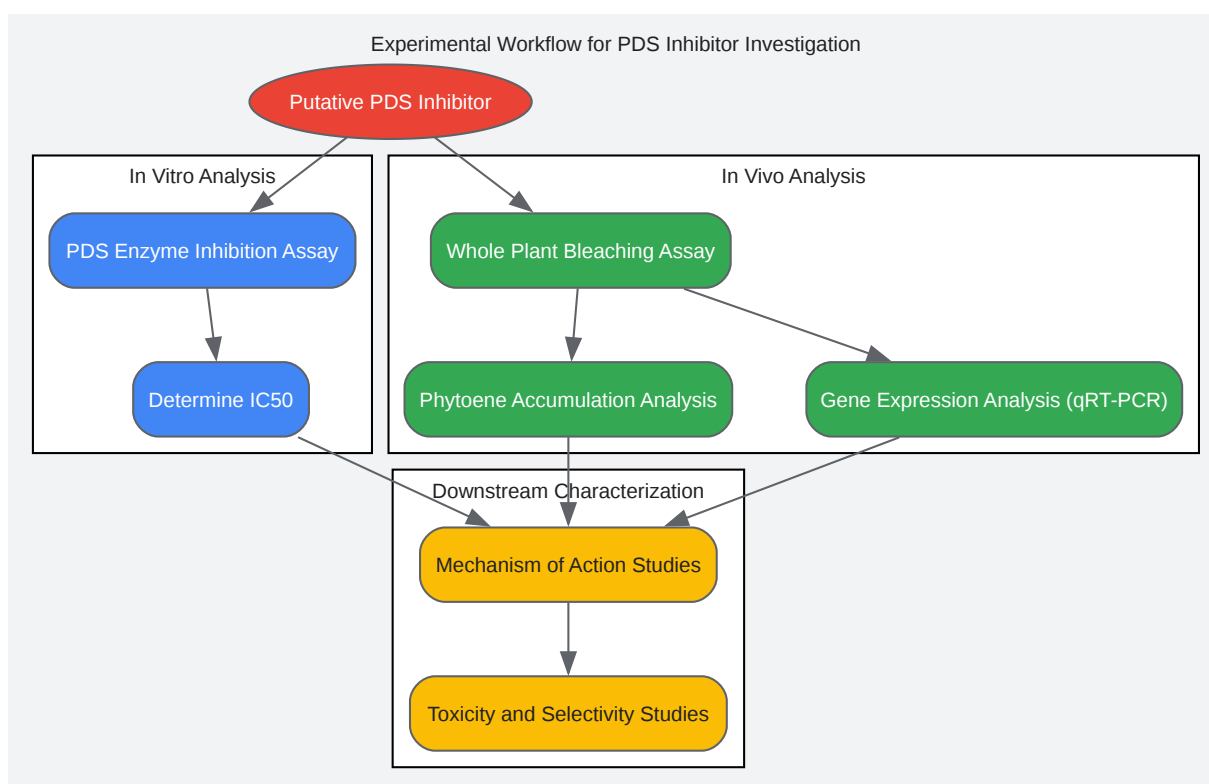 Experimental Workflow for PDS Inhibitor Investigation
Putative PDS Inhibitor
In Vitro Analysis
In Vivo Analysis
PDS Enzyme Inhibition Assay
Whole Plant Bleaching Assay
Determine IC50
Phytoene Accumulation Analysis
Gene Expression Analysis (qRT-PCR)
Downstream Characterization
Mechanism of Action Studies
Toxicity and Selectivity Studies